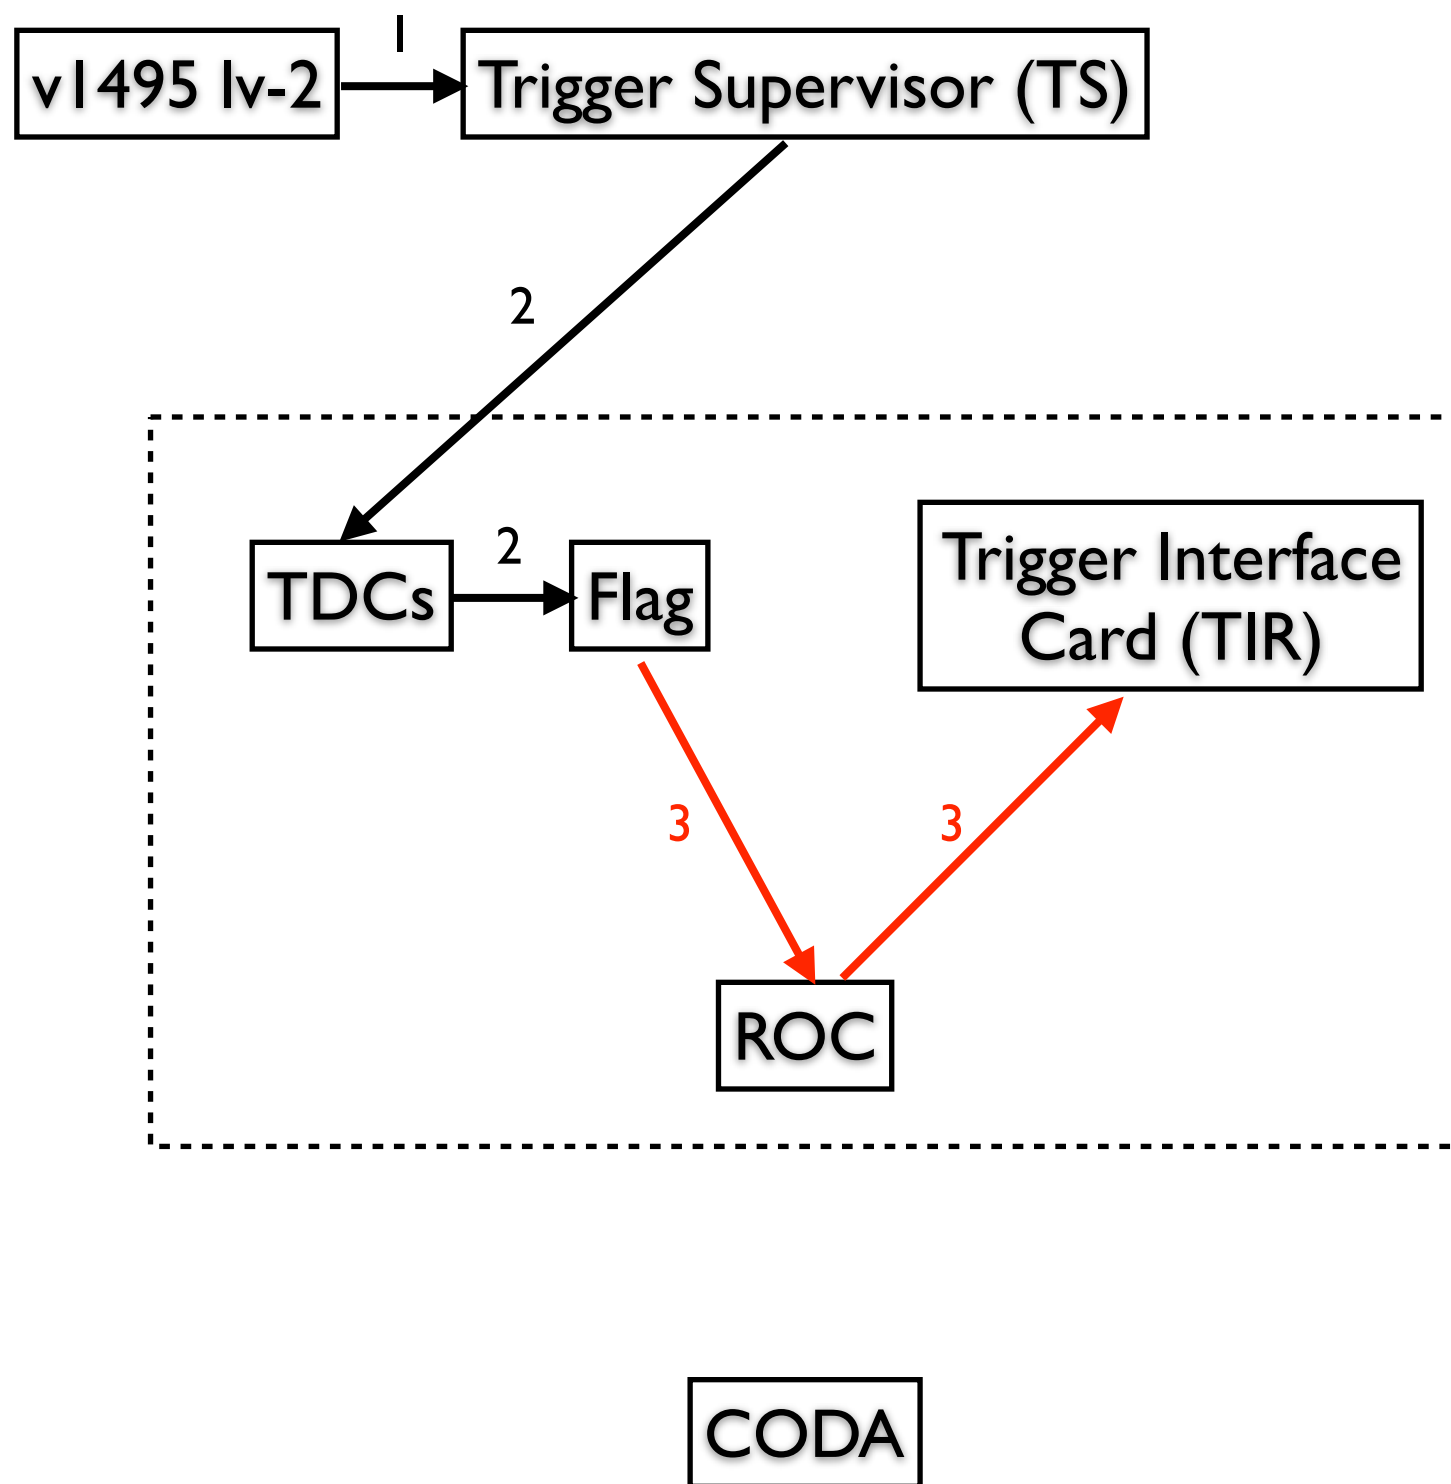 1
v1495 lv-2
Trigger Supervisor (TS)
2
2
TDCs
Flag
Trigger Interface
Card (TIR)
3
3
ROC
CODA